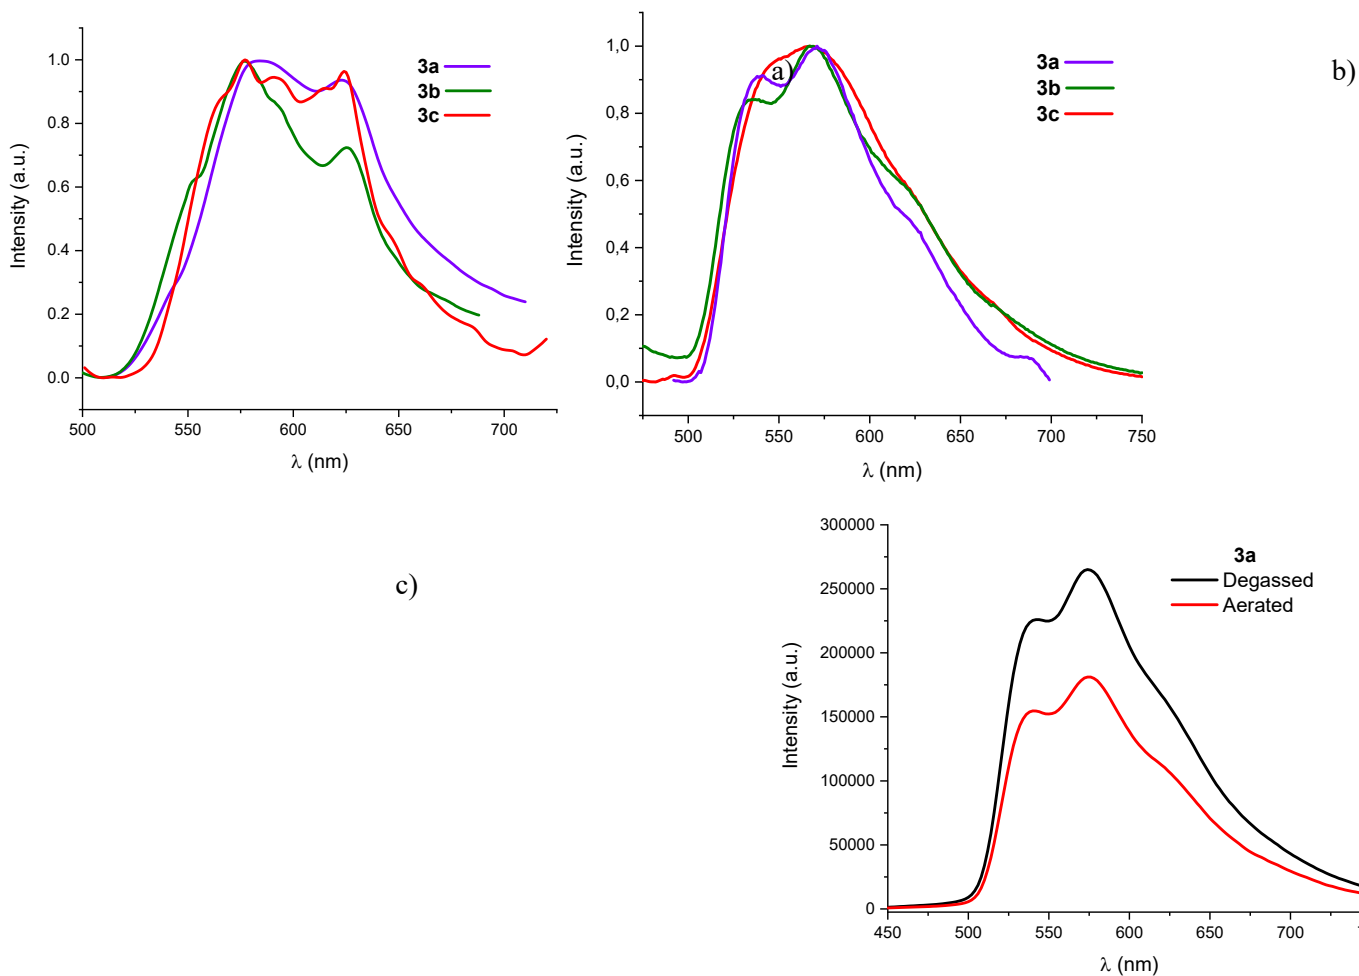 3a
3b
3c
1.0
0.8
0.6
0.4
0.2
0.0
Intensity (a.u.)
500
550
600
650
700
λ (nm)
a)
3a
3b
3c
1,0
0,8
0,6
0,4
0,2
0,0
Intensity (a.u.)
500
550
600
650
700
750
λ (nm)
b)
c)
3a
Degassed
Aerated
300000
250000
200000
150000
100000
50000
0
Intensity (a.u.)
450
500
550
600
650
700
λ (nm)